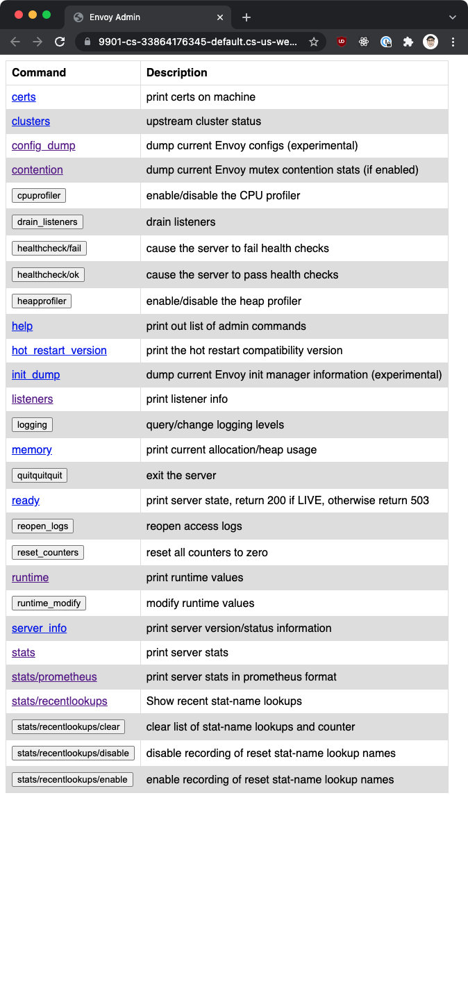 Envoy Admin
9901-cs-33864176345-default.cs-us-we...
Command Description
certs print certs on machine
clusters upstream cluster status
config_dump dump current Envoy configs (experimental)
contention dump current Envoy mutex contention stats (if enabled)
cpuprofiler enable/disable the CPU profiler
drain_listeners drain listeners
healthcheck/fail cause the server to fail health checks
healthcheck/ok cause the server to pass health checks
heapprofiler enable/disable the heap profiler
help print out list of admin commands
hot_restart_version print the hot restart compatibility version
init_dump dump current Envoy init manager information (experimental)
listeners print listener info
logging query/change logging levels
memory print current allocation/heap usage
quitquitquit exit the server
ready print server state, return 200 if LIVE, otherwise return 503
reopen_logs reopen access logs
reset_counters reset all counters to zero
runtime print runtime values
runtime_modify modify runtime values
server_info print server version/status information
stats print server stats
stats/prometheus print server stats in prometheus format
stats/recentlookups Show recent stat-name lookups
stats/recentlookups/clear clear list of stat-name lookups and counter
stats/recentlookups/disable disable recording of reset stat-name lookup names
stats/recentlookups/enable enable recording of reset stat-name lookup names